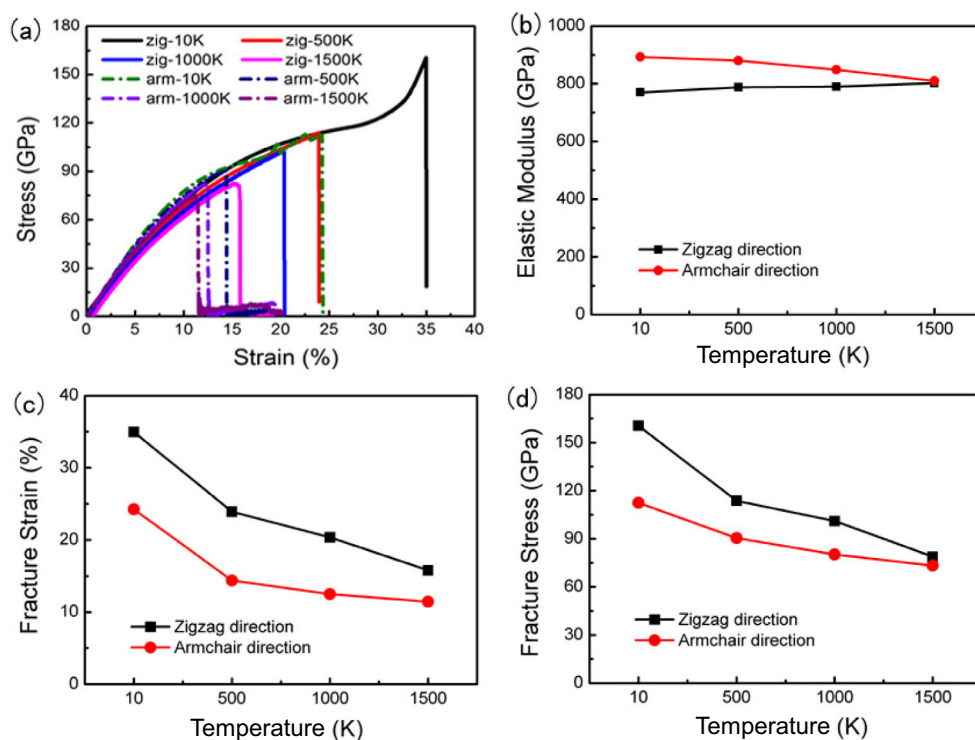 (a)
zig-10K zig-500K
zig-1000K zig-1500K
arm-10K arm-500K
arm-1000K arm-1500K
180
150
120
90
60
30
0
Stress (GPa)
0 5 10 15 20 25 30 35 40
Strain (%)
(b)
1000
800
600
400
200
0
Elastic Modulus (GPa)
Zigzag direction
Armchair direction
10 500 1000 1500
Temperature (K)
(c)
40
30
20
10
0
Fracture Strain (%)
Zigzag direction
Armchair direction
10 500 1000 1500
Temperature (K)
(d)
180
150
120
90
60
30
0
Fracture Stress (GPa)
Zigzag direction
Armchair direction
10 500 1000 1500
Temperature (K)